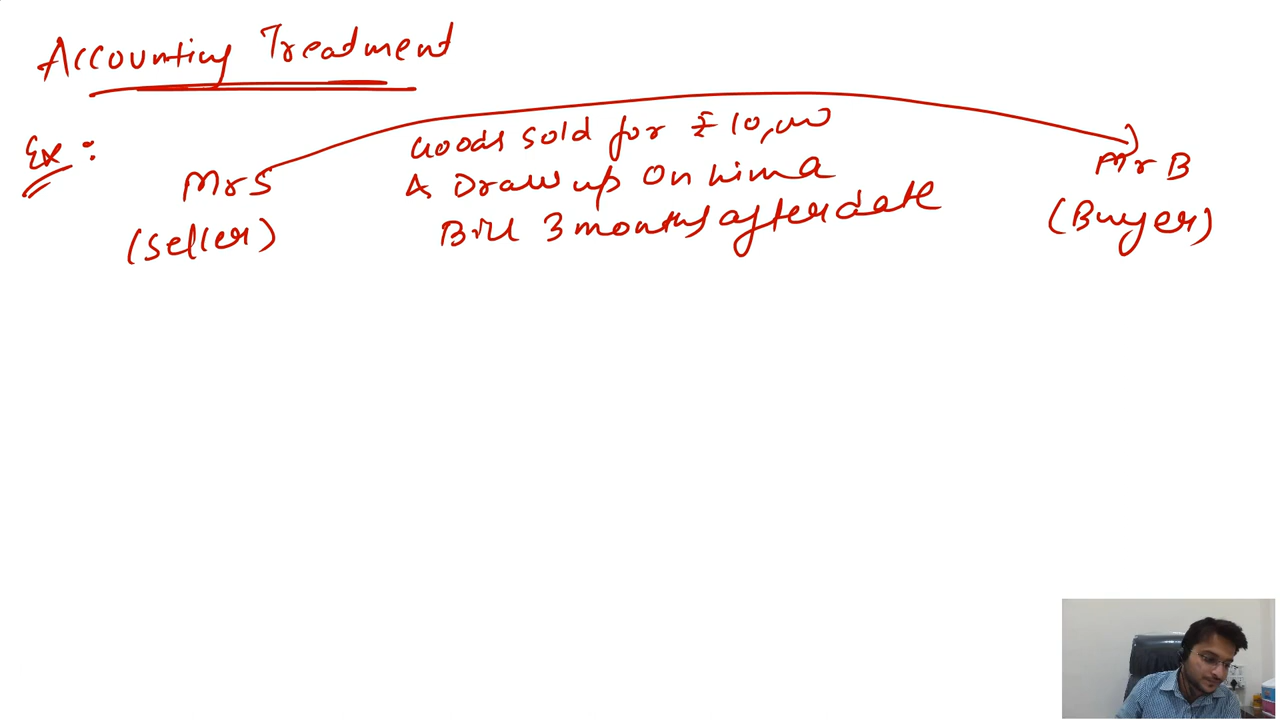 Accounting Treatment
Ex :
Mr S
(Seller)
Goods sold for ₹ 10,000
& Draw up on him a
Bill 3 months after date
Mr B
(Buyer)